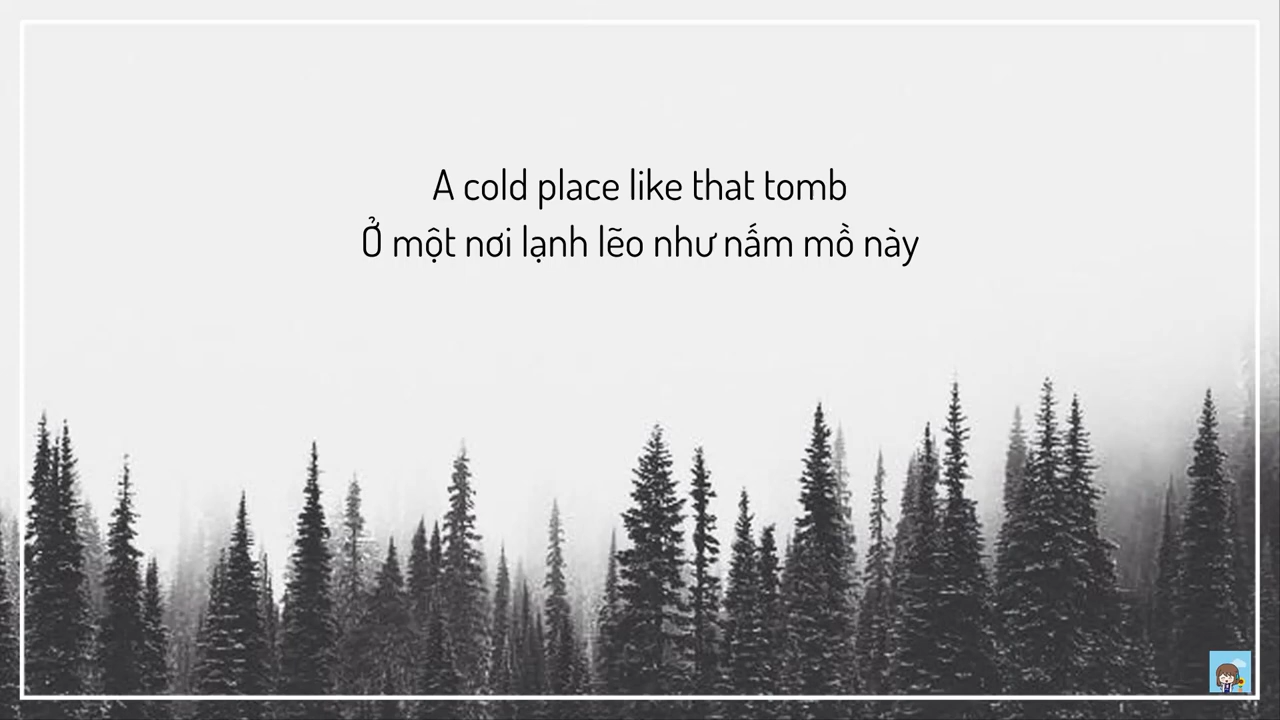 A cold place like that tomb
Ở một nơi lạnh lẽo như nấm mồ này